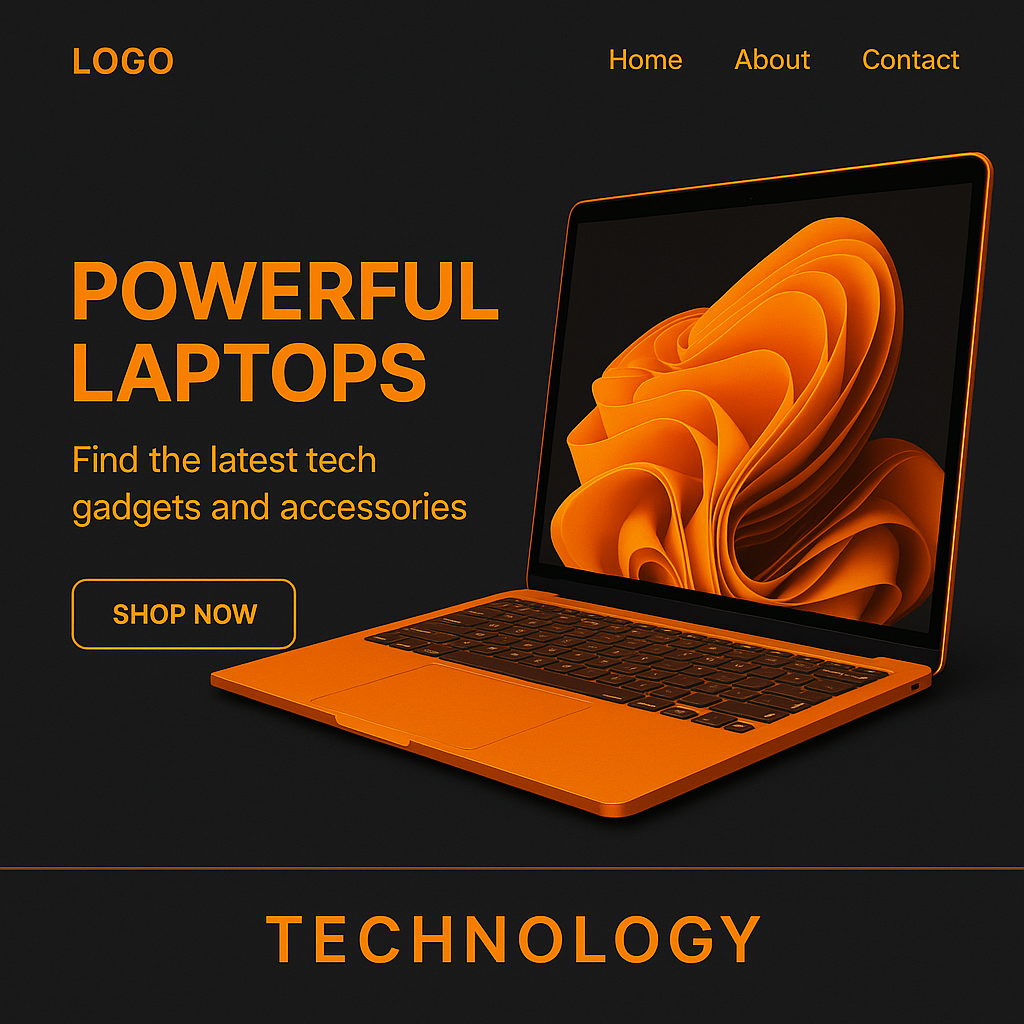 LOGO
Home About Contact
POWERFUL
LAPTOPS
Find the latest tech
gadgets and accessories
SHOP NOW
TECHNOLOGY